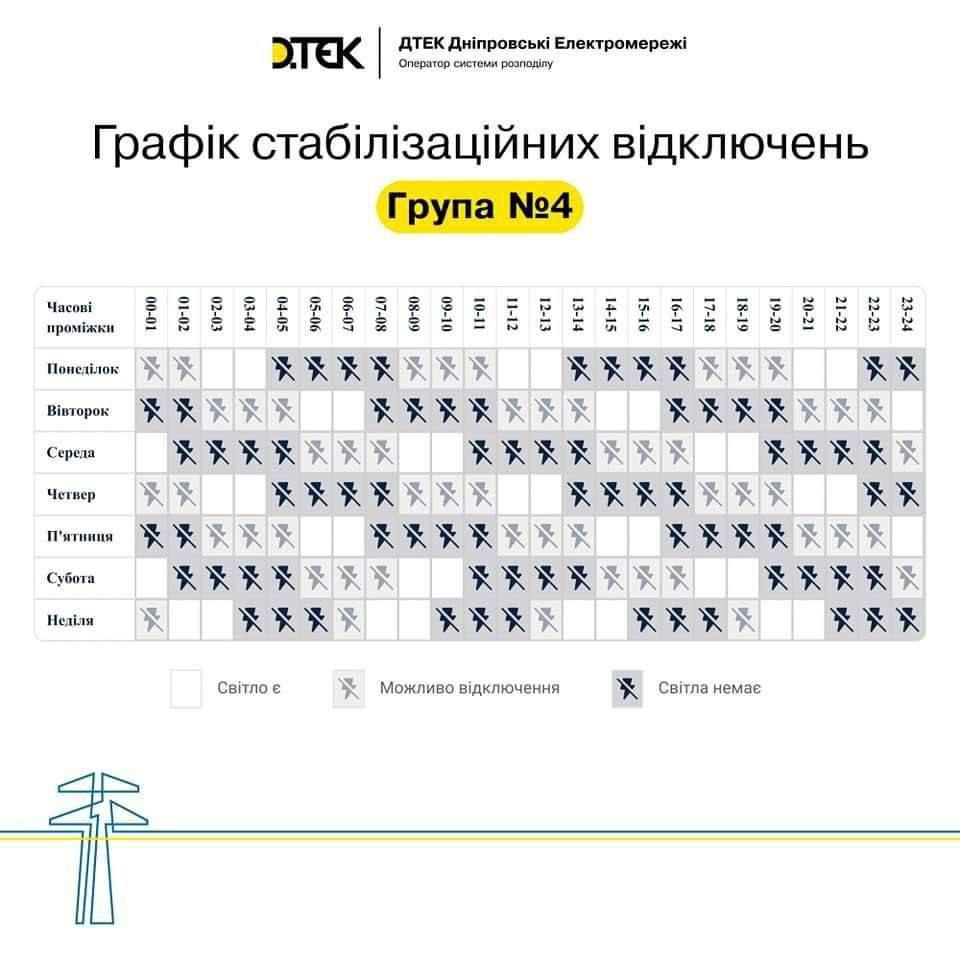 ДТЕК
ДТЕК Дніпровські Електромережі
Оператор системи розподілу
Графік стабілізаційних відключень
Група №4
Часові проміжки 00-01 01-02 02-03 03-04 04-05 05-06 06-07 07-08 08-09 09-10 10-11 11-12 12-13 13-14 14-15 15-16 16-17 17-18 18-19 19-20 20-21 21-22 22-23 23-24
Понеділок
Вівторок
Середа
Четвер
П'ятниця
Субота
Неділя
Світло є
Можливо відключення
Світла немає